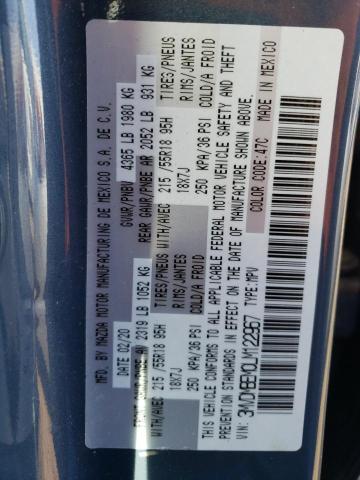 MFD. BY: MAZDA MOTOR MANUFACTURING DE MEXICO S.A. DE C.V.
DATE: 02/20 GVWR/PNBV 4365 LB 1980 KG
FRONT GAWR/PNBE AV 2319 LB 1052 KG REAR GAWR/PNBE AR 2052 LB 931 KG
WITH/AVEC 215/55R18 95H TIRES/PNEUS WITH/AVEC 215/55R18 95H TIRES/PNEUS
18X7J RIMS/JANTES 18X7J RIMS/JANTES
250 KPA/36 PSI COLD/A FROID 250 KPA/36 PSI COLD/A FROID
THIS VEHICLE CONFORMS TO ALL APPLICABLE FEDERAL MOTOR VEHICLE SAFETY AND THEFT
PREVENTION STANDARDS IN EFFECT ON THE DATE OF MANUFACTURE SHOWN ABOVE.
VIN: TYPE: MPV COLOR CODE: 47C MADE IN MEXICO